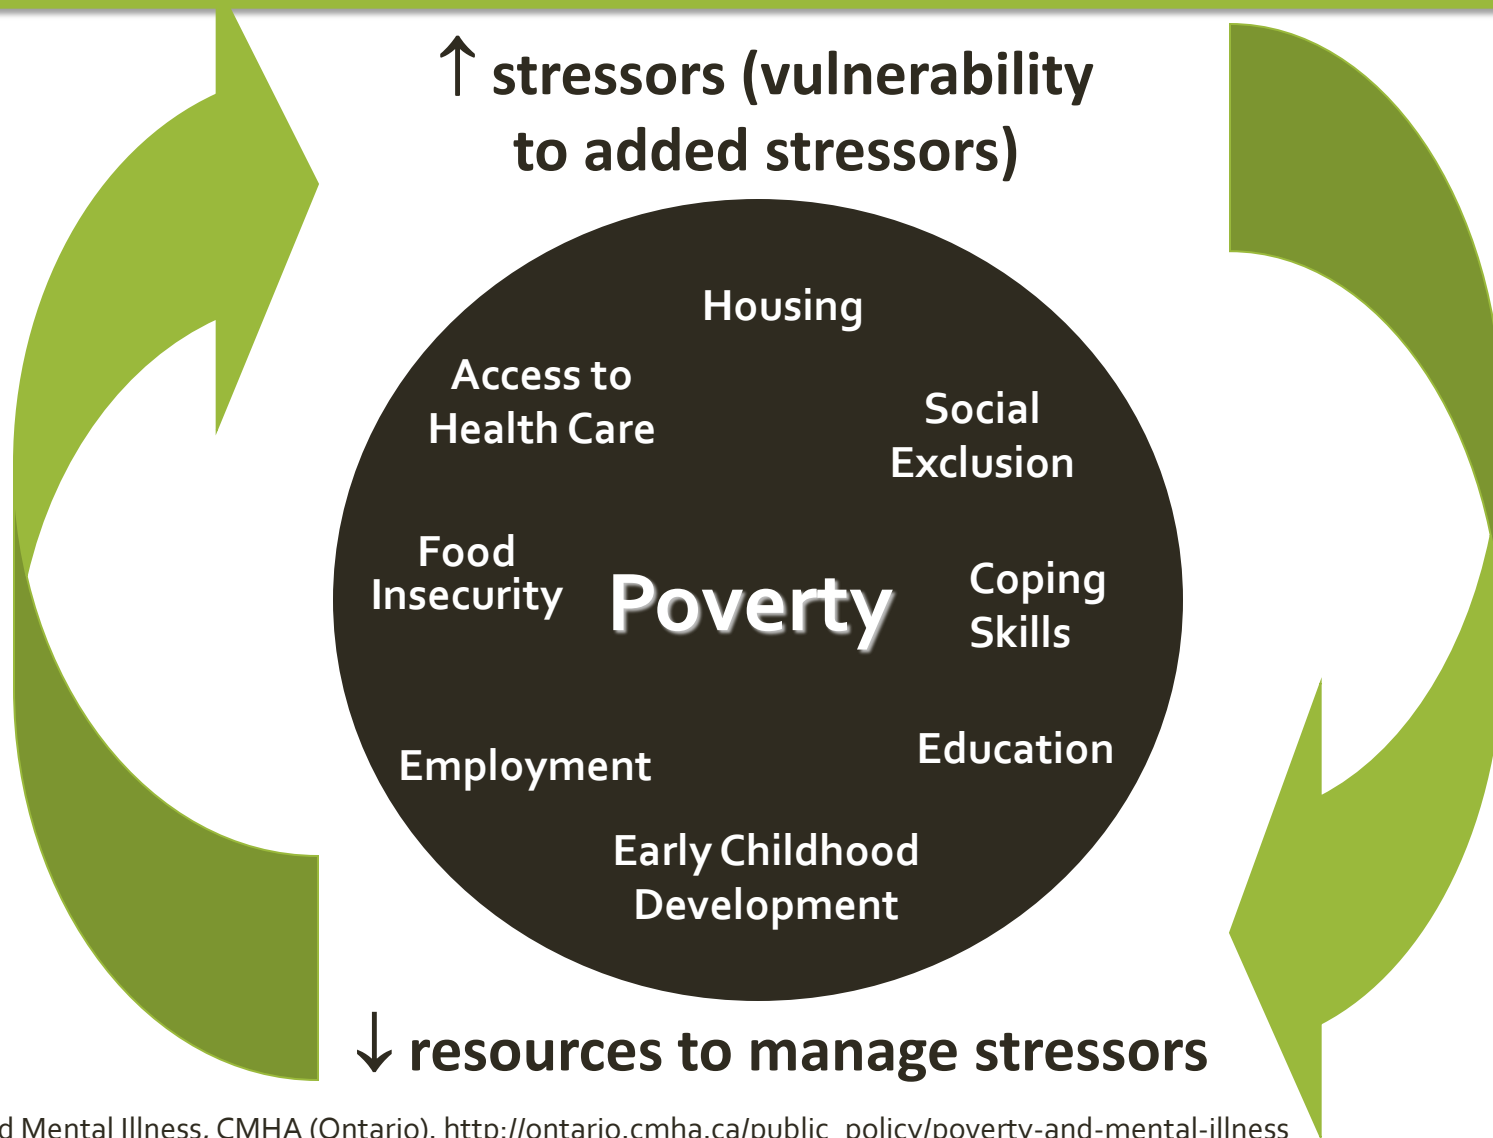 ↑ stressors (vulnerability
to added stressors)
Housing
Access to
Health Care
Social
Exclusion
Food
Insecurity
Poverty
Coping
Skills
Employment
Education
Early Childhood
Development
↓ resources to manage stressors
d Mental Illness, CMHA (Ontario), http://ontario.cmha.ca/public_policy/poverty-and-mental-illness